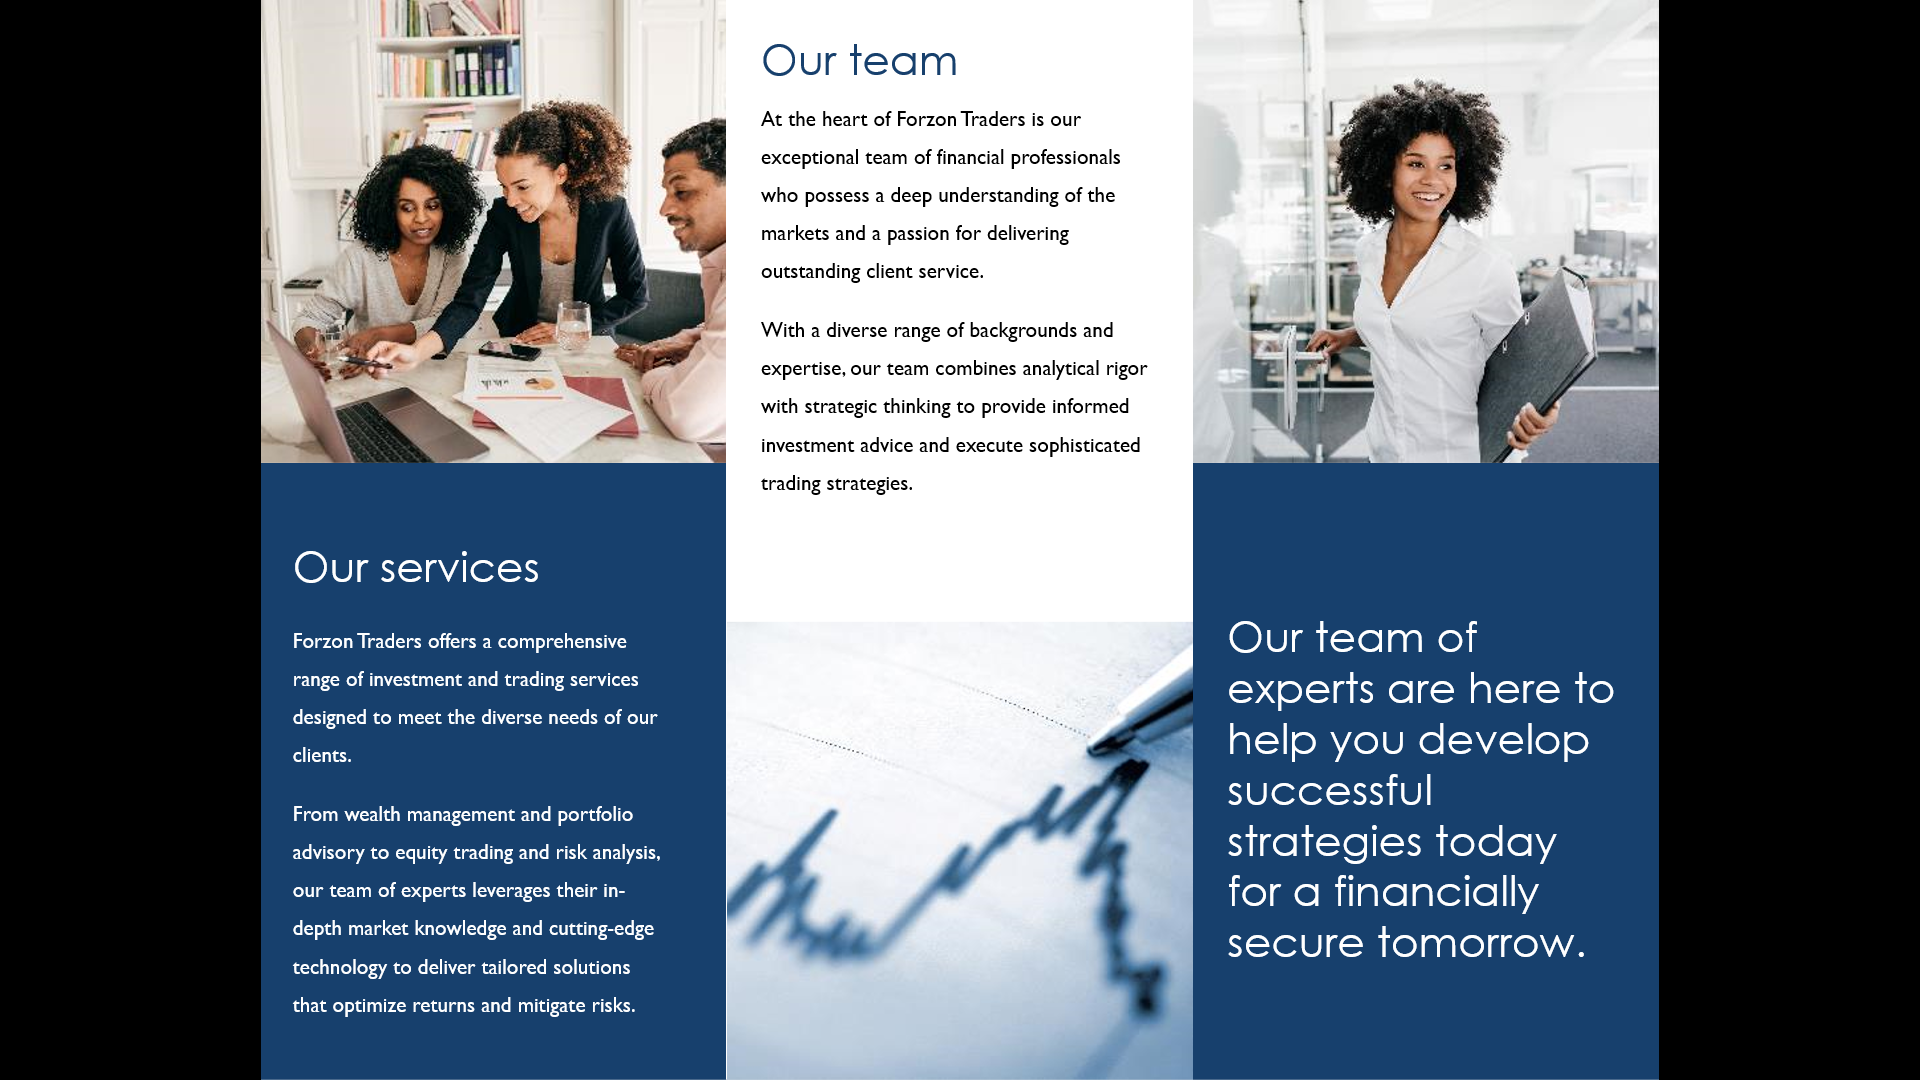 Our team
At the heart of Forzon Traders is our
exceptional team of financial professionals
who possess a deep understanding of the
markets and a passion for delivering
outstanding client service.
With a diverse range of backgrounds and
expertise, our team combines analytical rigor
with strategic thinking to provide informed
investment advice and execute sophisticated
trading strategies.
Our services
Forzon Traders offers a comprehensive
range of investment and trading services
designed to meet the diverse needs of our
clients.
From wealth management and portfolio
advisory to equity trading and risk analysis,
our team of experts leverages their in-
depth market knowledge and cutting-edge
technology to deliver tailored solutions
that optimize returns and mitigate risks.
Our team of
experts are here to
help you develop
successful
strategies today
for a financially
secure tomorrow.